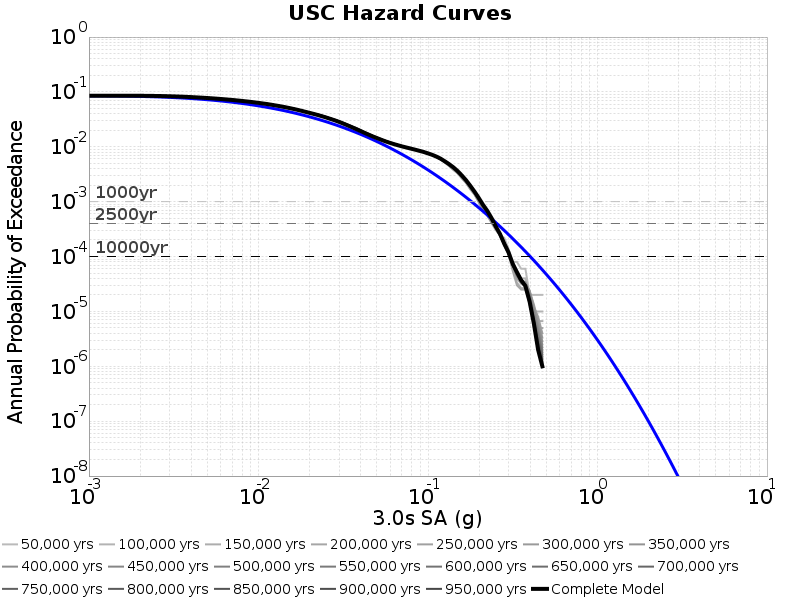 USC Hazard Curves
10^0
10^-1
10^-2
10^-3
10^-4
10^-5
10^-6
10^-7
10^-8
Annual Probability of Exceedance
1000yr
2500yr
10000yr
10^-3 10^-2 10^-1 10^0 10^1
3.0s SA (g)
50,000 yrs 100,000 yrs 150,000 yrs 200,000 yrs 250,000 yrs 300,000 yrs 350,000 yrs
400,000 yrs 450,000 yrs 500,000 yrs 550,000 yrs 600,000 yrs 650,000 yrs 700,000 yrs
750,000 yrs 800,000 yrs 850,000 yrs 900,000 yrs 950,000 yrs Complete Model